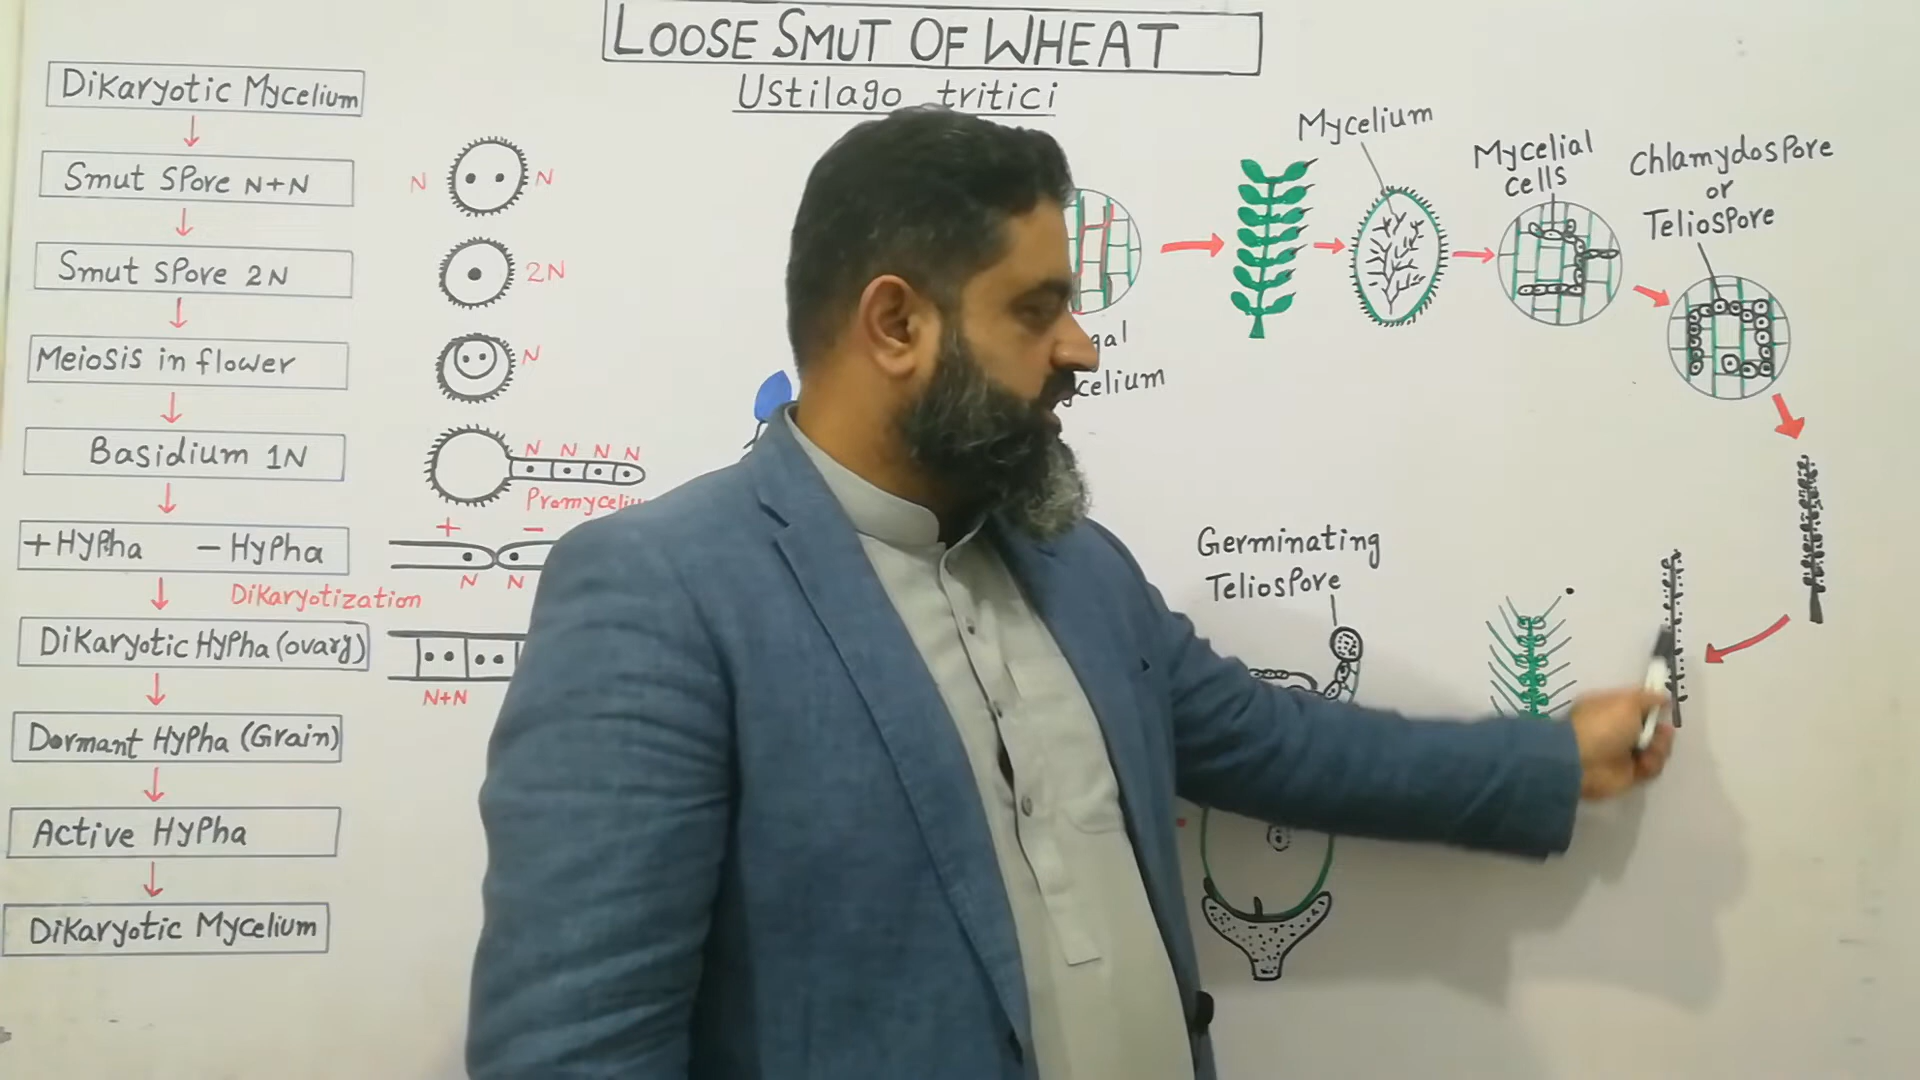 LOOSE SMUT OF WHEAT
Ustilago tritici
Dikaryotic Mycelium
Smut Spore N+N
Smut Spore 2N
Meiosis in flower
Basidium 1N
+Hypha - Hypha
Dikaryotization
Dikaryotic Hypha (ovary)
Dormant Hypha (Grain)
Active Hypha
Dikaryotic Mycelium
N N
2N
N
N N N N
+ -
N N
N+N
Mycelium
Mycelial
cells
Chlamydospore
or
Teliospore
Germinating
Teliospore